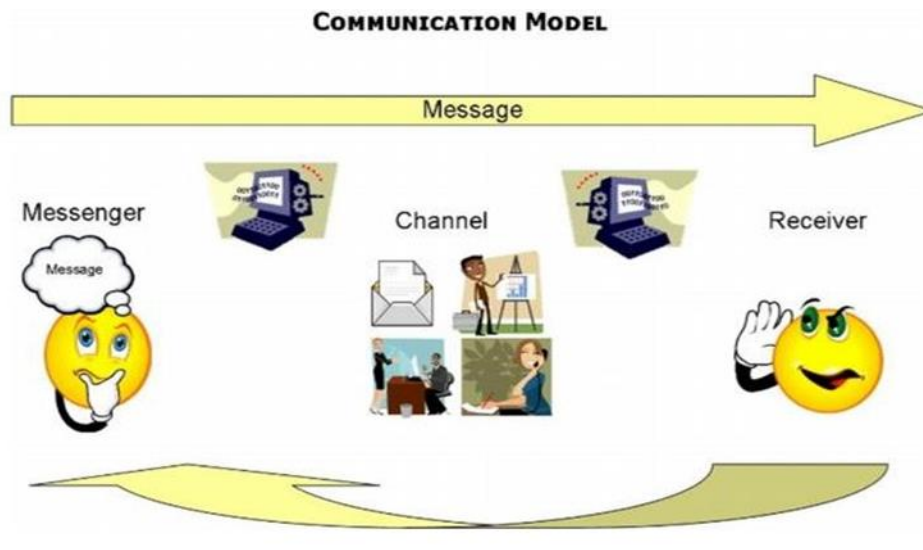 COMMUNICATION MODEL
Message
Messenger
Channel
Receiver
Message